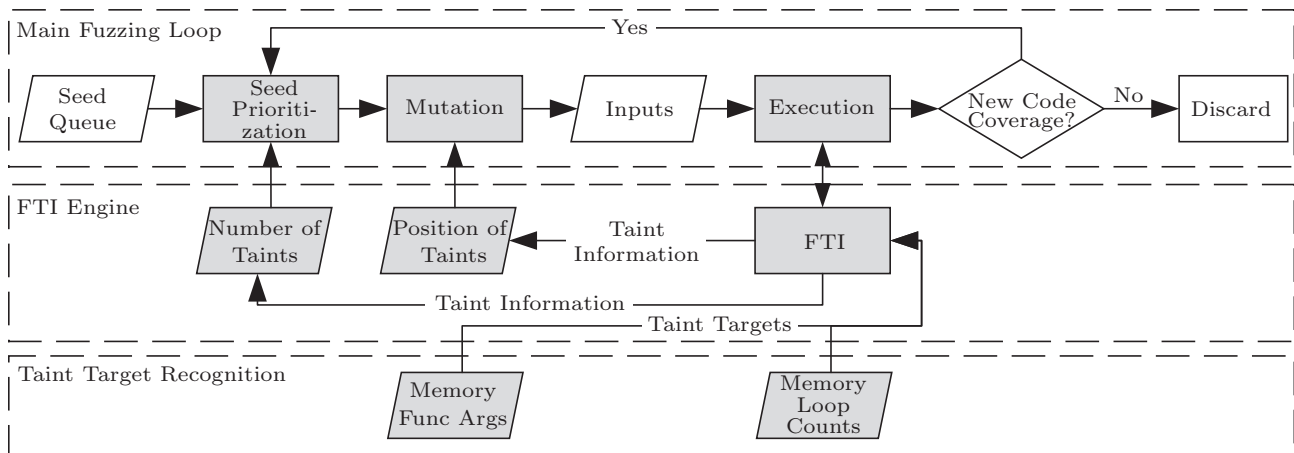 Main Fuzzing Loop
Yes
Seed
Queue
Seed
Prioriti-
zation
Mutation
Inputs
Execution
New Code
Coverage?
No
Discard
FTI Engine
Number of
Taints
Position of
Taints
Taint
Information
FTI
Taint Information
Taint Targets
Taint Target Recognition
Memory
Func Args
Memory
Loop
Counts